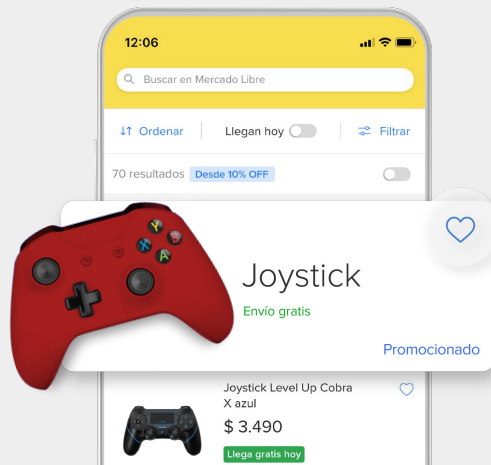 12:06
Buscar en Mercado Libre
Ordenar
Llegan hoy
Filtrar
70 resultados
Desde 10% OFF
Y
X
B
A
Joystick
Envío gratis
Promocionado
Joystick Level Up Cobra
X azul
$ 3.490
Llega gratis hoy